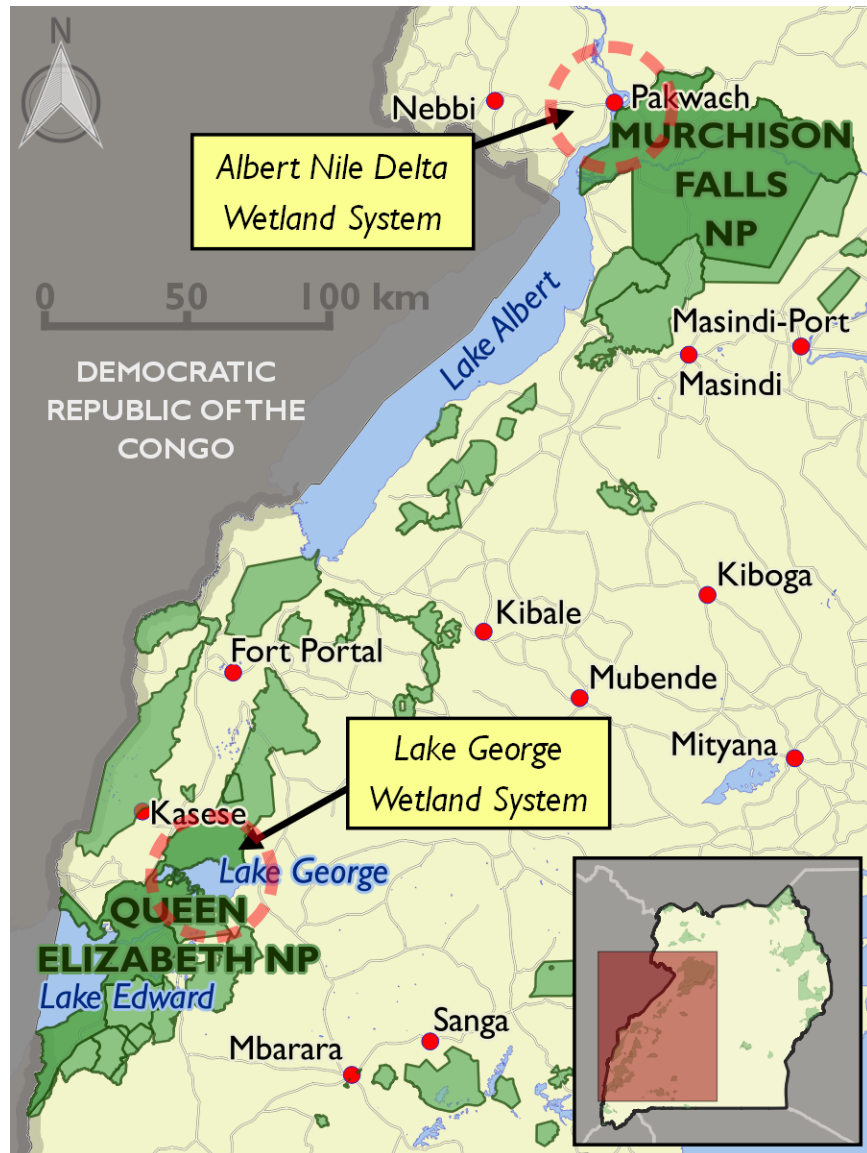 N
Nebbi
Pakwach
MURCHISON
FALLS
NP
Albert Nile Delta
Wetland System
0 50 100 km
Lake Albert
DEMOCRATIC
REPUBLIC OF THE
CONGO
Masindi-Port
Masindi
Kiboga
Kibale
Fort Portal
Mubende
Lake George
Wetland System
Mityana
Kasese
Lake George
QUEEN
ELIZABETH NP
Lake Edward
Sanga
Mbarara